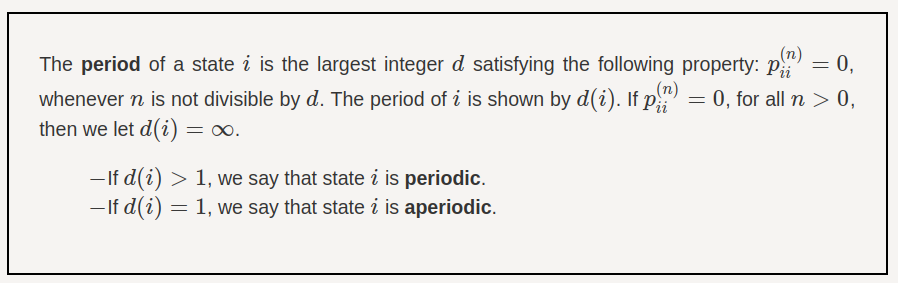 The period of a state i is the largest integer d satisfying the following property: p_{ii}^{(n)} = 0,
whenever n is not divisible by d. The period of i is shown by d(i). If p_{ii}^{(n)} = 0, for all n > 0,
then we let d(i) = ∞.
−If d(i) > 1, we say that state i is periodic.
−If d(i) = 1, we say that state i is aperiodic.